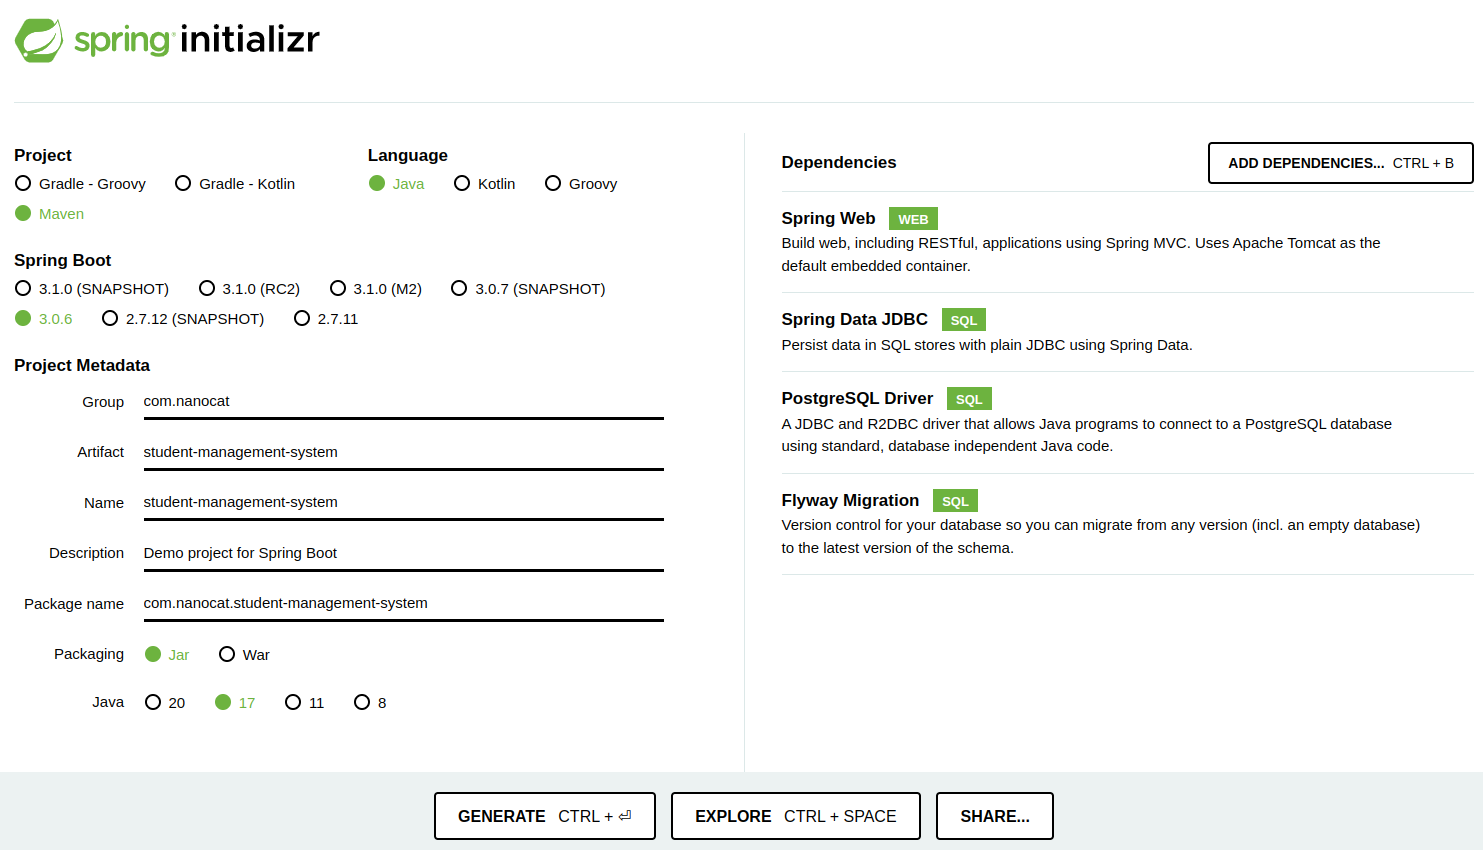 spring initializr
Project
Gradle - Groovy Gradle - Kotlin
Maven
Language
Java Kotlin Groovy
Spring Boot
3.1.0 (SNAPSHOT) 3.1.0 (RC2) 3.1.0 (M2) 3.0.7 (SNAPSHOT)
3.0.6 2.7.12 (SNAPSHOT) 2.7.11
Project Metadata
Group com.nanocat
Artifact student-management-system
Name student-management-system
Description Demo project for Spring Boot
Package name com.nanocat.student-management-system
Packaging Jar War
Java 20 17 11 8
Dependencies ADD DEPENDENCIES... CTRL + B
Spring Web WEB
Build web, including RESTful, applications using Spring MVC. Uses Apache Tomcat as the
default embedded container.
Spring Data JDBC SQL
Persist data in SQL stores with plain JDBC using Spring Data.
PostgreSQL Driver SQL
A JDBC and R2DBC driver that allows Java programs to connect to a PostgreSQL database
using standard, database independent Java code.
Flyway Migration SQL
Version control for your database so you can migrate from any version (incl. an empty database)
to the latest version of the schema.
GENERATE CTRL + ⏎ EXPLORE CTRL + SPACE SHARE...